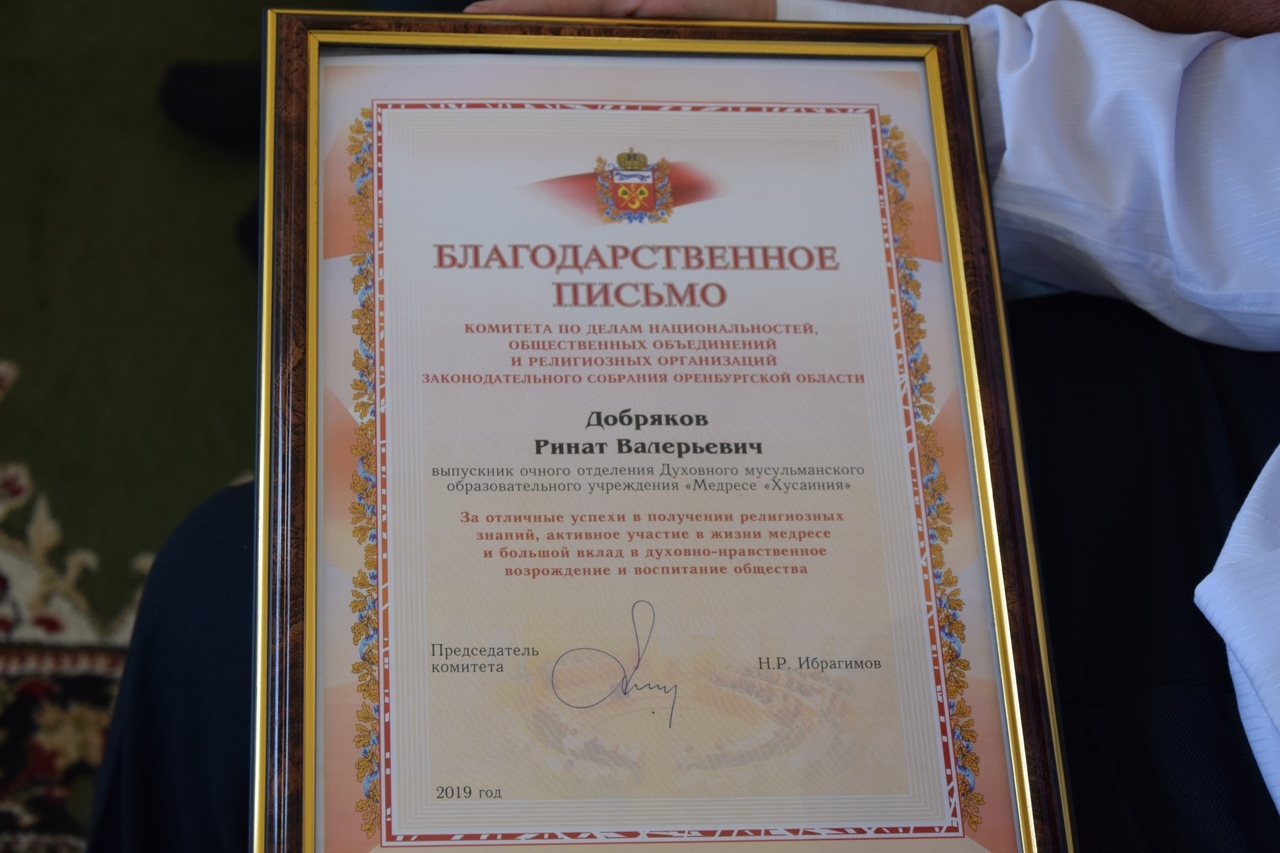 БЛАГОДАРСТВЕННОЕ
ПИСЬМО
КОМИТЕТА ПО ДЕЛАМ НАЦИОНАЛЬНОСТЕЙ,
ОБЩЕСТВЕННЫХ ОБЪЕДИНЕНИЙ
И РЕЛИГИОЗНЫХ ОРГАНИЗАЦИЙ
ЗАКОНОДАТЕЛЬНОГО СОБРАНИЯ ОРЕНБУРГСКОЙ ОБЛАСТИ
Добряков
Ринат Валерьевич
выпускник очного отделения Духовного мусульманского
образовательного учреждения «Медресе «Хусаиния»
За отличные успехи в получении религиозных
знаний, активное участие в жизни медресе
и большой вклад в духовно-нравственное
возрождение и воспитание общества
Председатель
комитета
Н.Р. Ибрагимов
2019 год